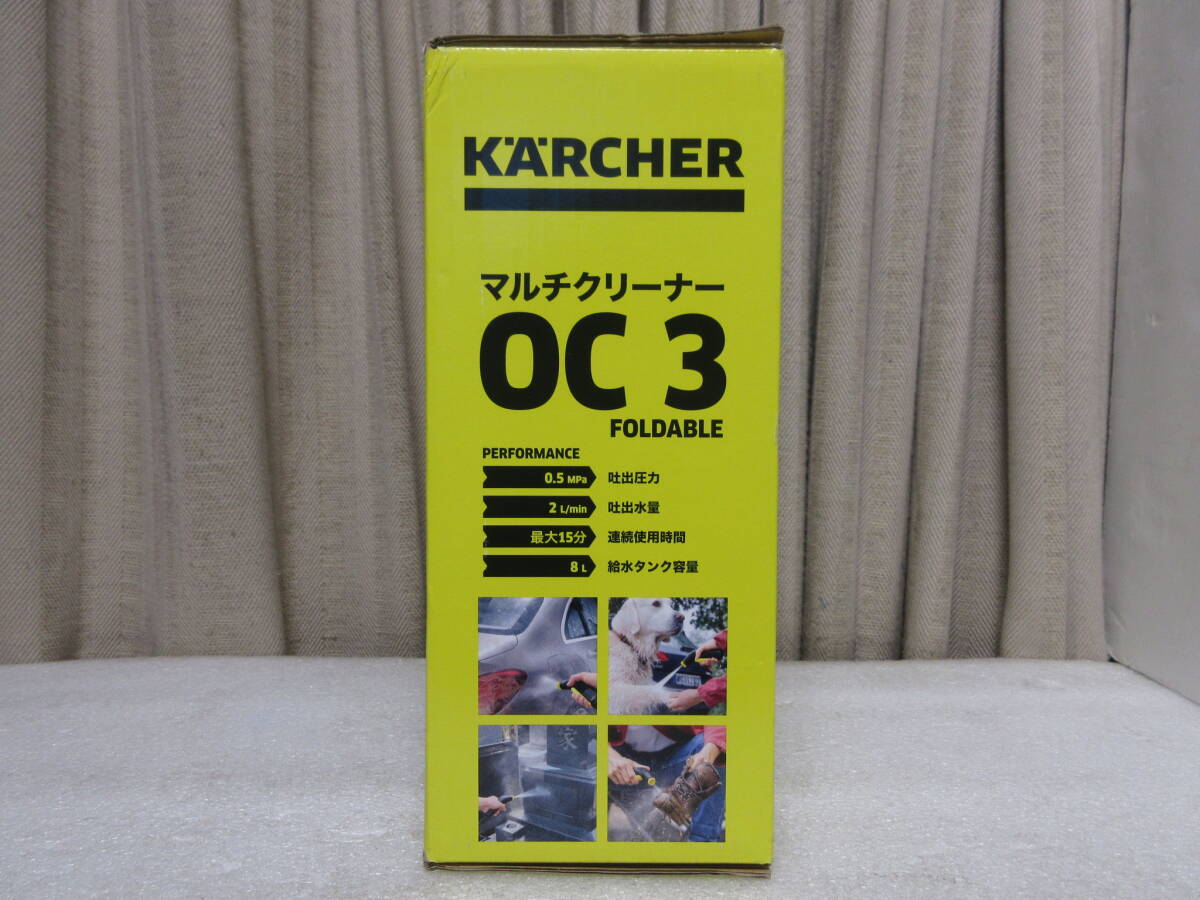 KÄRCHER
マルチクリーナー
OC 3
FOLDABLE
PERFORMANCE
0.5 MPa 吐出圧力
2 L/min 吐出水量
最大15分 連続使用時間
8 L 給水タンク容量
家